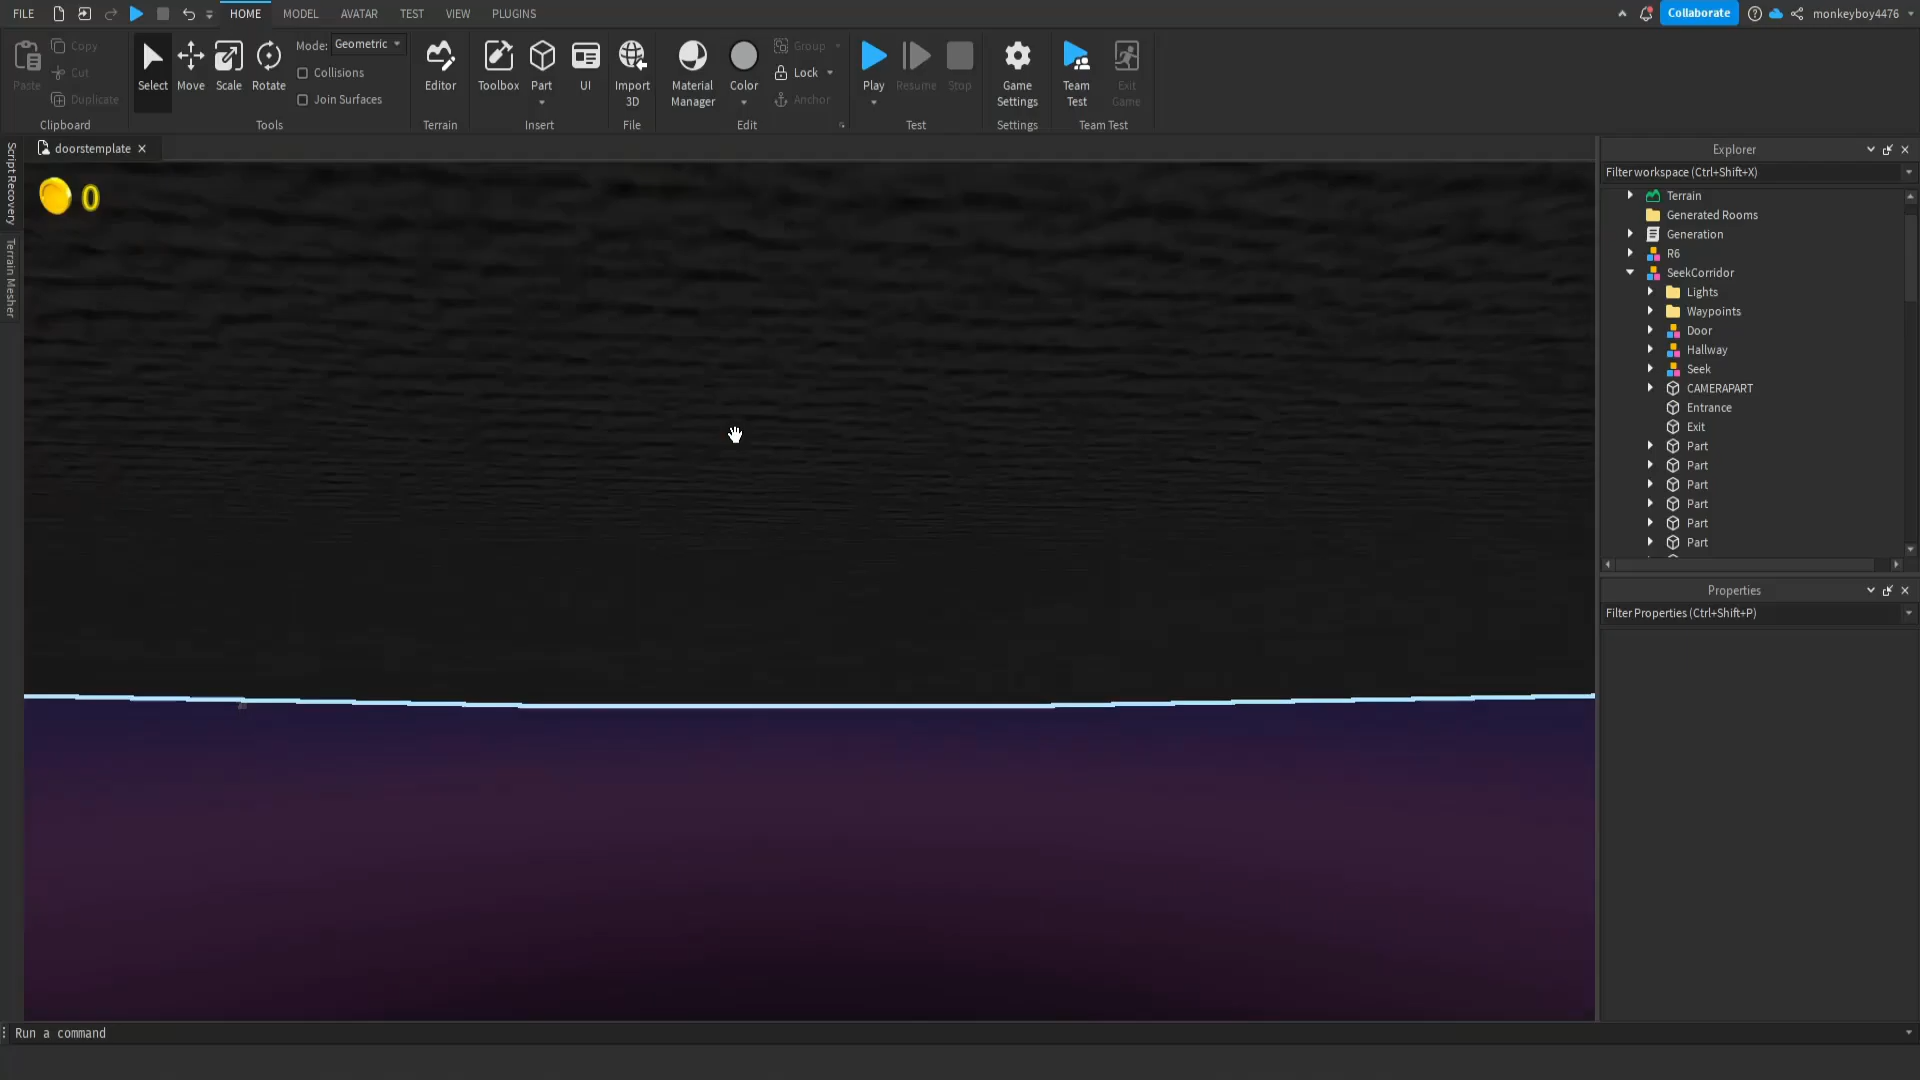 FILE HOME MODEL AVATAR TEST VIEW PLUGINS Collaborate monkeyboy4476
Paste Copy Cut Duplicate Clipboard
Select Move Scale Rotate Mode: Geometric Collisions Join Surfaces Tools
Editor Terrain
Toolbox Part UI Insert
Import 3D File
Material Manager Color Group Lock Anchor Edit
Play Resume Stop Test
Game Settings Settings
Team Test Exit Game Team Test
doorstemplate
Script Recovery
Terrain Mesher
0
Explorer
Filter workspace (Ctrl+Shift+X)
Terrain
Generated Rooms
Generation
R6
SeekCorridor
Lights
Waypoints
Door
Hallway
Seek
CAMERAPART
Entrance
Exit
Part
Part
Part
Part
Part
Part
Properties
Filter Properties (Ctrl+Shift+P)
Run a command